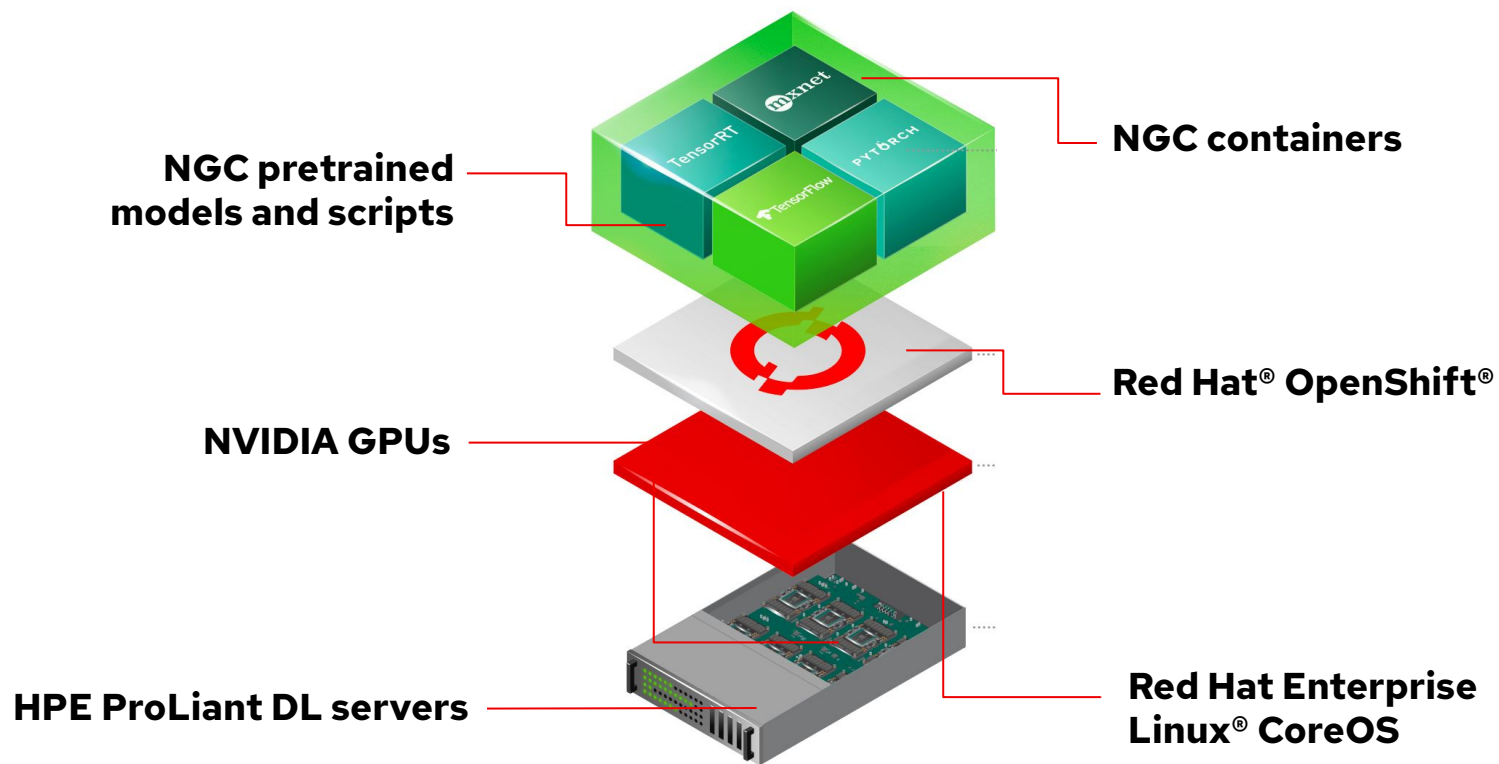 mxnet
TensorRT
PYTORCH
TensorFlow
NGC containers
NGC pretrained
models and scripts
Red Hat® OpenShift®
NVIDIA GPUs
HPE ProLiant DL servers
Red Hat Enterprise
Linux® CoreOS